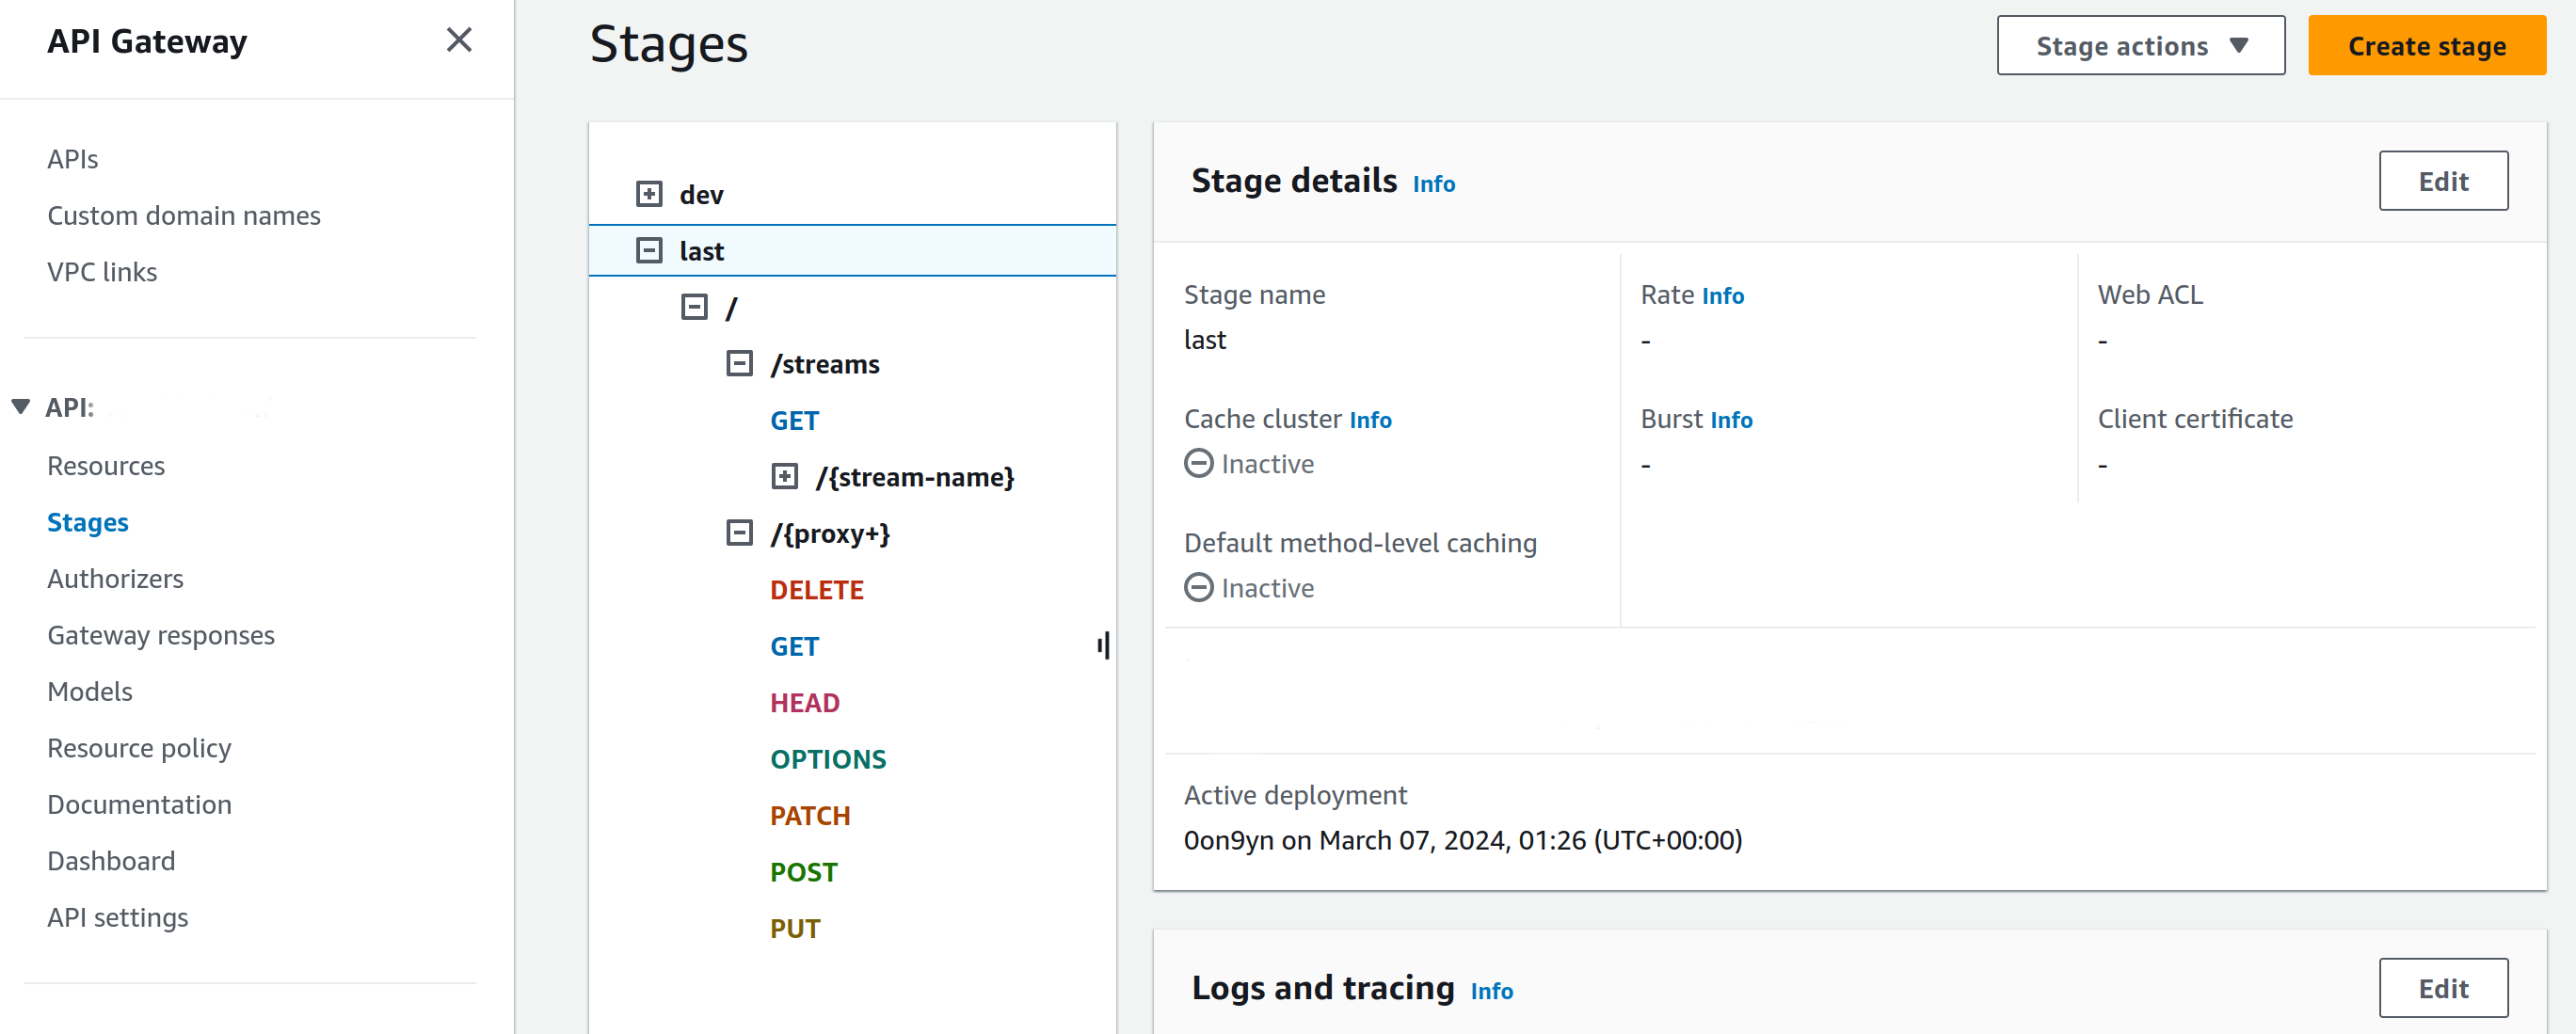 API Gateway
APIs
Custom domain names
VPC links
API:
Resources
Stages
Authorizers
Gateway responses
Models
Resource policy
Documentation
Dashboard
API settings
Stages
Stage actions
Create stage
dev
last
/
/streams
GET
/{stream-name}
/{proxy+}
DELETE
GET
HEAD
OPTIONS
PATCH
POST
PUT
Stage details Info
Edit
Stage name
last
Rate Info
-
Web ACL
-
Cache cluster Info
Inactive
Burst Info
-
Client certificate
-
Default method-level caching
Inactive
Active deployment
0on9yn on March 07, 2024, 01:26 (UTC+00:00)
Logs and tracing Info
Edit